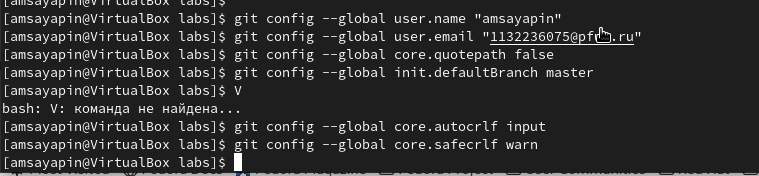 [amsayapin@VirtualBox labs]$
[amsayapin@VirtualBox labs]$ git config --global user.name "amsayapin"
[amsayapin@VirtualBox labs]$ git config --global user.email
[amsayapin@VirtualBox labs]$ git config --global core.quotepath false
[amsayapin@VirtualBox labs]$ git config --global init.defaultBranch master
[amsayapin@VirtualBox labs]$ V
bash: V: команда не найдена...
[amsayapin@VirtualBox labs]$ git config --global core.autocrlf input
[amsayapin@VirtualBox labs]$ git config --global core.safecrlf warn
[amsayapin@VirtualBox labs]$